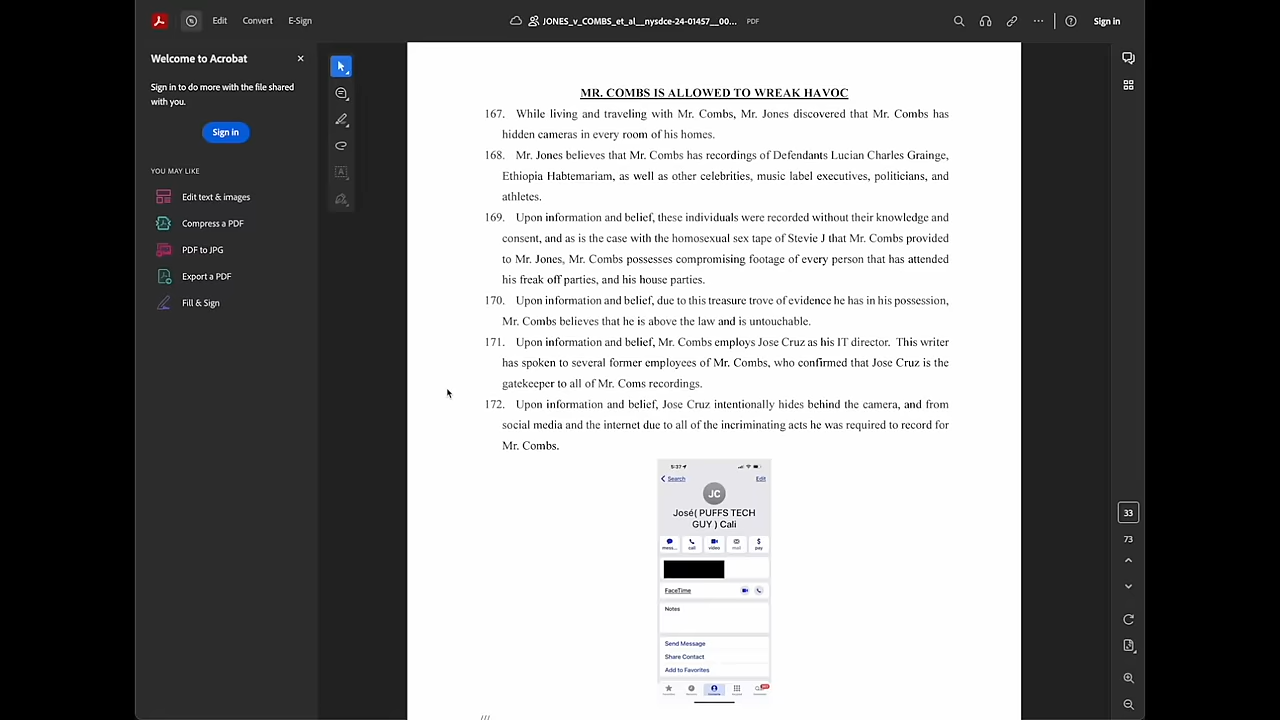 Edit
Convert
E-Sign
JONES_v_COMBS_et_al__nysdce-24-01457__00...
PDF
Sign in
Welcome to Acrobat
Sign in to do more with the file shared
with you.
Sign in
YOU MAY LIKE
Edit text & images
Compress a PDF
PDF to JPG
Export a PDF
Fill & Sign
MR. COMBS IS ALLOWED TO WREAK HAVOC
167. While living and traveling with Mr. Combs, Mr. Jones discovered that Mr. Combs has
hidden cameras in every room of his homes.
168. Mr. Jones believes that Mr. Combs has recordings of Defendants Lucian Charles Grainge,
Ethiopia Habtemariam, as well as other celebrities, music label executives, politicians, and
athletes.
169. Upon information and belief, these individuals were recorded without their knowledge and
consent, and as is the case with the homosexual sex tape of Stevie J that Mr. Combs provided
to Mr. Jones, Mr. Combs possesses compromising footage of every person that has attended
his freak off parties, and his house parties.
170. Upon information and belief, due to this treasure trove of evidence he has in his possession,
Mr. Combs believes that he is above the law and is untouchable.
171. Upon information and belief, Mr. Combs employs Jose Cruz as his IT director. This writer
has spoken to several former employees of Mr. Combs, who confirmed that Jose Cruz is the
gatekeeper to all of Mr. Coms recordings.
172. Upon information and belief, Jose Cruz intentionally hides behind the camera, and from
social media and the internet due to all of the incriminating acts he was required to record for
Mr. Combs.
5:37
Search
Edit
JC
José( PUFFS TECH
GUY ) Cali
mess...
call
video
mail
pay
FaceTime
Notes
Send Message
Share Contact
Add to Favorites
///
33
73